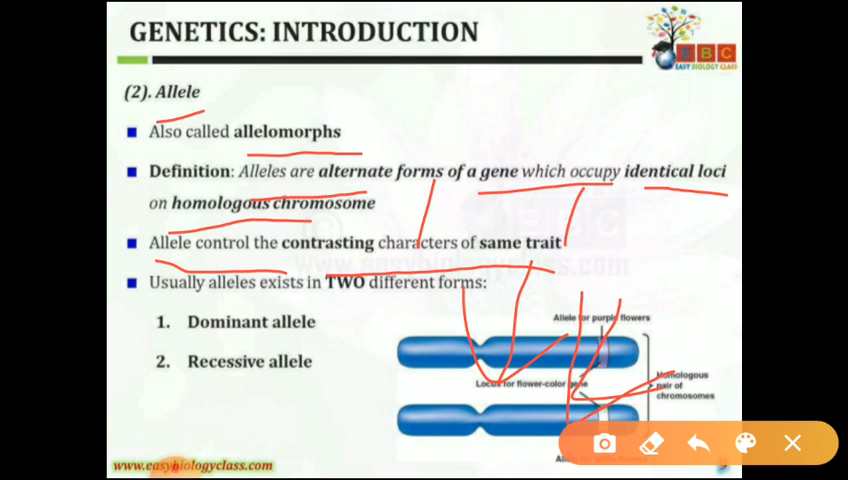 GENETICS: INTRODUCTION
E B C
EASY BIOLOGY CLASS
(2). Allele
Also called allelomorphs
Definition: Alleles are alternate forms of a gene which occupy identical loci
on homologous chromosome
Allele control the contrasting characters of same trait
www.easybiologyclass.com
Usually alleles exists in TWO different forms:
1. Dominant allele
2. Recessive allele
Allele for purple flowers
Locus for flower-color gene
Homologous
pair of
chromosomes
www.easybiologyclass.com